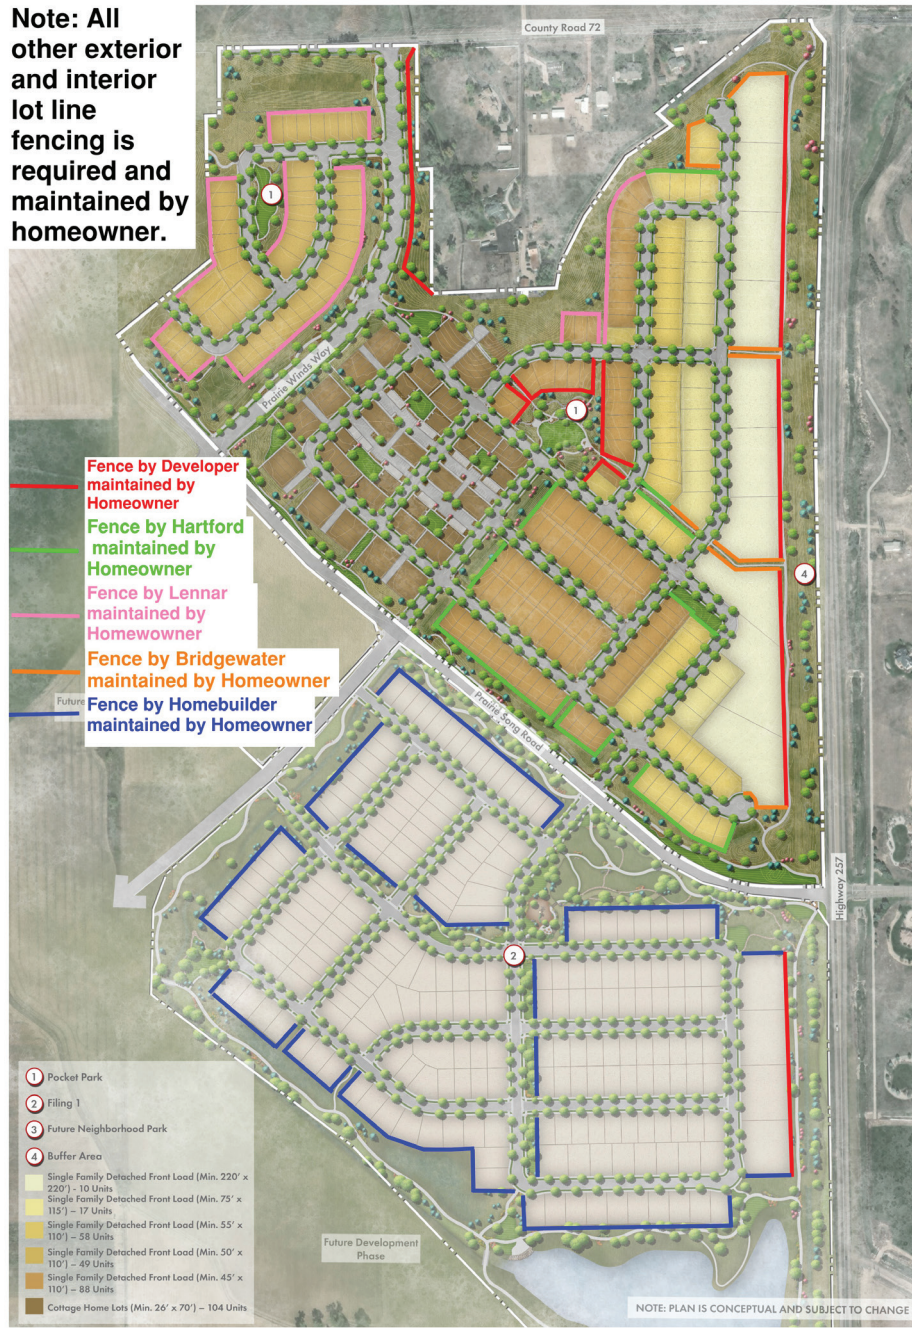 Note: All
other exterior
and interior
lot line
fencing is
required and
maintained by
homeowner.
County Road 72
1
Prairie Winds Way
1
Fence by Developer
maintained by
Homeowner
Fence by Hartford
maintained by
Homeowner
Fence by Lennar
maintained by
Homewowner
Fence by Bridgewater
maintained by Homeowner
Fence by Homebuilder
maintained by Homeowner
Future
4
Prairie Song Road
Highway 257
2
1 Pocket Park
2 Filing 1
3 Future Neighborhood Park
4 Buffer Area
Single Family Detached Front Load (Min. 220' x
220') - 10 Units
Single Family Detached Front Load (Min. 75' x
115') – 17 Units
Single Family Detached Front Load (Min. 55' x
110') – 58 Units
Single Family Detached Front Load (Min. 50' x
110') – 49 Units
Single Family Detached Front Load (Min. 45' x
110') – 88 Units
Cottage Home Lots (Min. 26' x 70') – 104 Units
Future Development
Phase
NOTE: PLAN IS CONCEPTUAL AND SUBJECT TO CHANGE